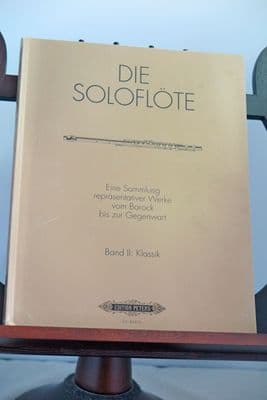 DIE
SOLOFLÖTE
Eine Sammlung
repräsentativer Werke
vom Barock
bis zur Gegenwart
Band II: Klassik
EDITION PETERS